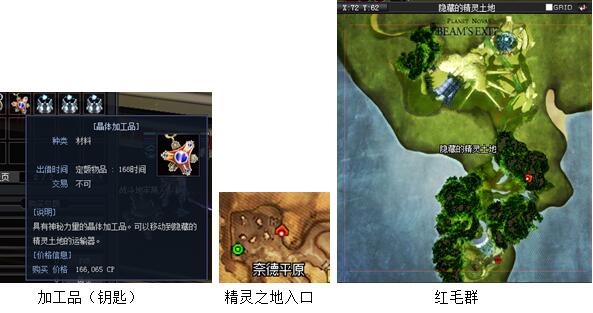 X:72 Y:62
隐藏的精灵土地
GRID
PLANET NOVAS
BEAM'S EXIT
隐藏的精灵土地
[晶体加工品]
种类 材料
出借时间 定额物品 : 168时间
交易 不可
[说明]
具有神秘力量的晶体加工品。可以移动到隐藏的
精灵土地的运输器。
[价格信息]
购买 价格 166,065 CP
奈德平原
加工品（钥匙）
精灵之地入口
红毛群